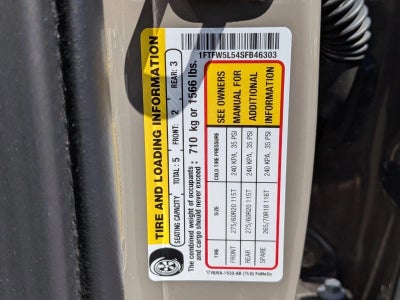 TIRE AND LOADING INFORMATION
SEATING CAPACITY TOTAL: 5 FRONT: 2 REAR: 3
The combined weight of occupants and cargo should never exceed: 710 kg or 1566 lbs.
1FTFW5L54SFB46303
TIRE SIZE COLD TIRE PRESSURE SEE OWNERS
FRONT 275/60R20 115T 240 KPA, 35 PSI MANUAL FOR
REAR 275/60R20 115T 240 KPA, 35 PSI ADDITIONAL
SPARE 265/70R18 116T 240 KPA, 35 PSI INFORMATION